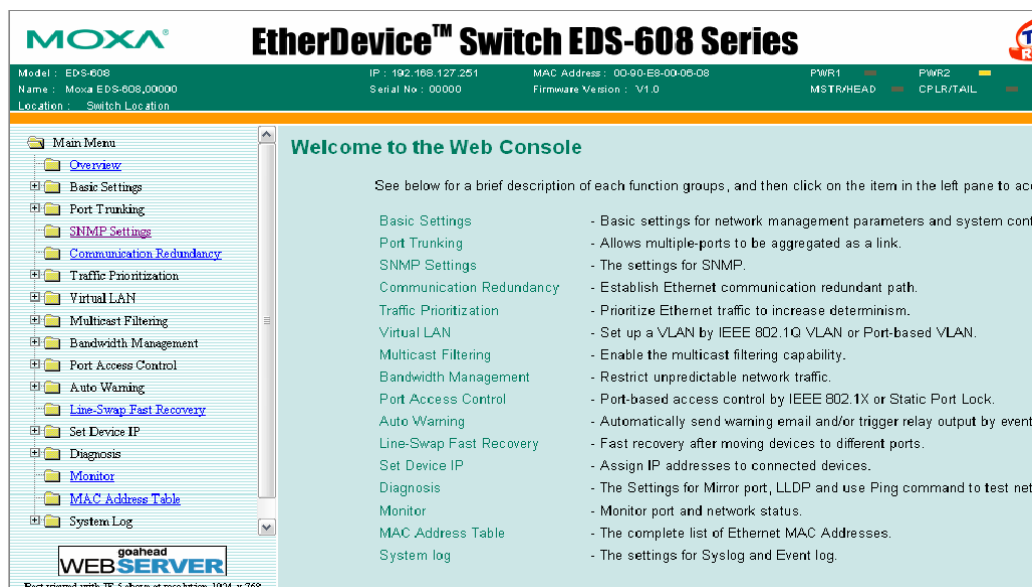 MOXA®
EtherDevice™ Switch EDS-608 Series
Model : EDS-608
IP : 192.168.127.251
MAC Address : 00-90-E8-00-06-08
PWR1
PWR2
Name : Moxa EDS-608,00000
Serial No : 00000
Firmware Version : V1.0
MSTR/HEAD
CPLR/TAIL
Location : Switch Location
Main Menu
Overview
Basic Settings
Port Trunking
SNMP Settings
Communication Redundancy
Traffic Prioritization
Virtual LAN
Multicast Filtering
Bandwidth Management
Port Access Control
Auto Warning
Line-Swap Fast Recovery
Set Device IP
Diagnosis
Monitor
MAC Address Table
System Log
goahead
WEBSERVER
Best viewed with IE 5 above at resolution 1024 x 768
Welcome to the Web Console
See below for a brief description of each function groups, and then click on the item in the left pane to
Basic Settings - Basic settings for network management parameters and system
Port Trunking - Allows multiple-ports to be aggregated as a link.
SNMP Settings - The settings for SNMP.
Communication Redundancy - Establish Ethernet communication redundant path.
Traffic Prioritization - Prioritize Ethernet traffic to increase determinism.
Virtual LAN - Set up a VLAN by IEEE 802.1Q VLAN or Port-based VLAN.
Multicast Filtering - Enable the multicast filtering capability.
Bandwidth Management - Restrict unpredictable network traffic.
Port Access Control - Port-based access control by IEEE 802.1X or Static Port Lock.
Auto Warning - Automatically send warning email and/or trigger relay output by event
Line-Swap Fast Recovery - Fast recovery after moving devices to different ports.
Set Device IP - Assign IP addresses to connected devices.
Diagnosis - The Settings for Mirror port, LLDP and use Ping command to test
Monitor - Monitor port and network status.
MAC Address Table - The complete list of Ethernet MAC Addresses.
System log - The settings for Syslog and Event log.